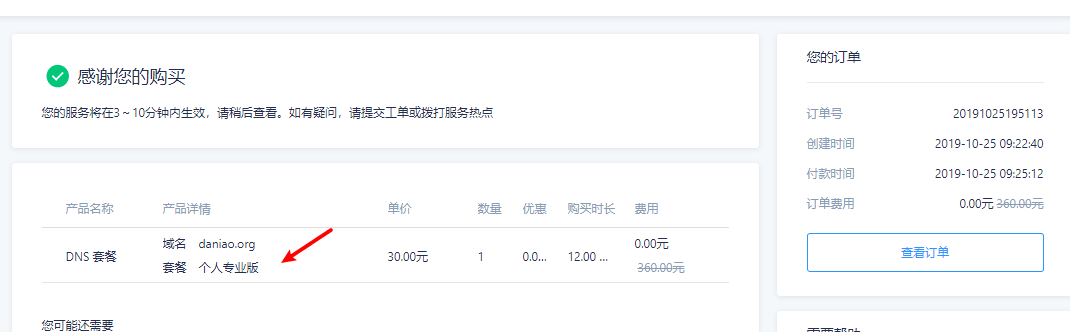 感谢您的购买
您的服务将在3～10分钟内生效，请稍后查看。如有疑问，请提交工单或拨打服务热点
产品名称 产品详情 单价 数量 优惠 购买时长 费用
DNS 套餐 域名 daniao.org 套餐 个人专业版 30.00元 1 0.0... 12.00 ... 0.00元 360.00元
您可能还需要
您的订单
订单号 20191025195113
创建时间 2019-10-25 09:22:40
付款时间 2019-10-25 09:25:12
订单费用 0.00元 360.00元
查看订单
需要帮助